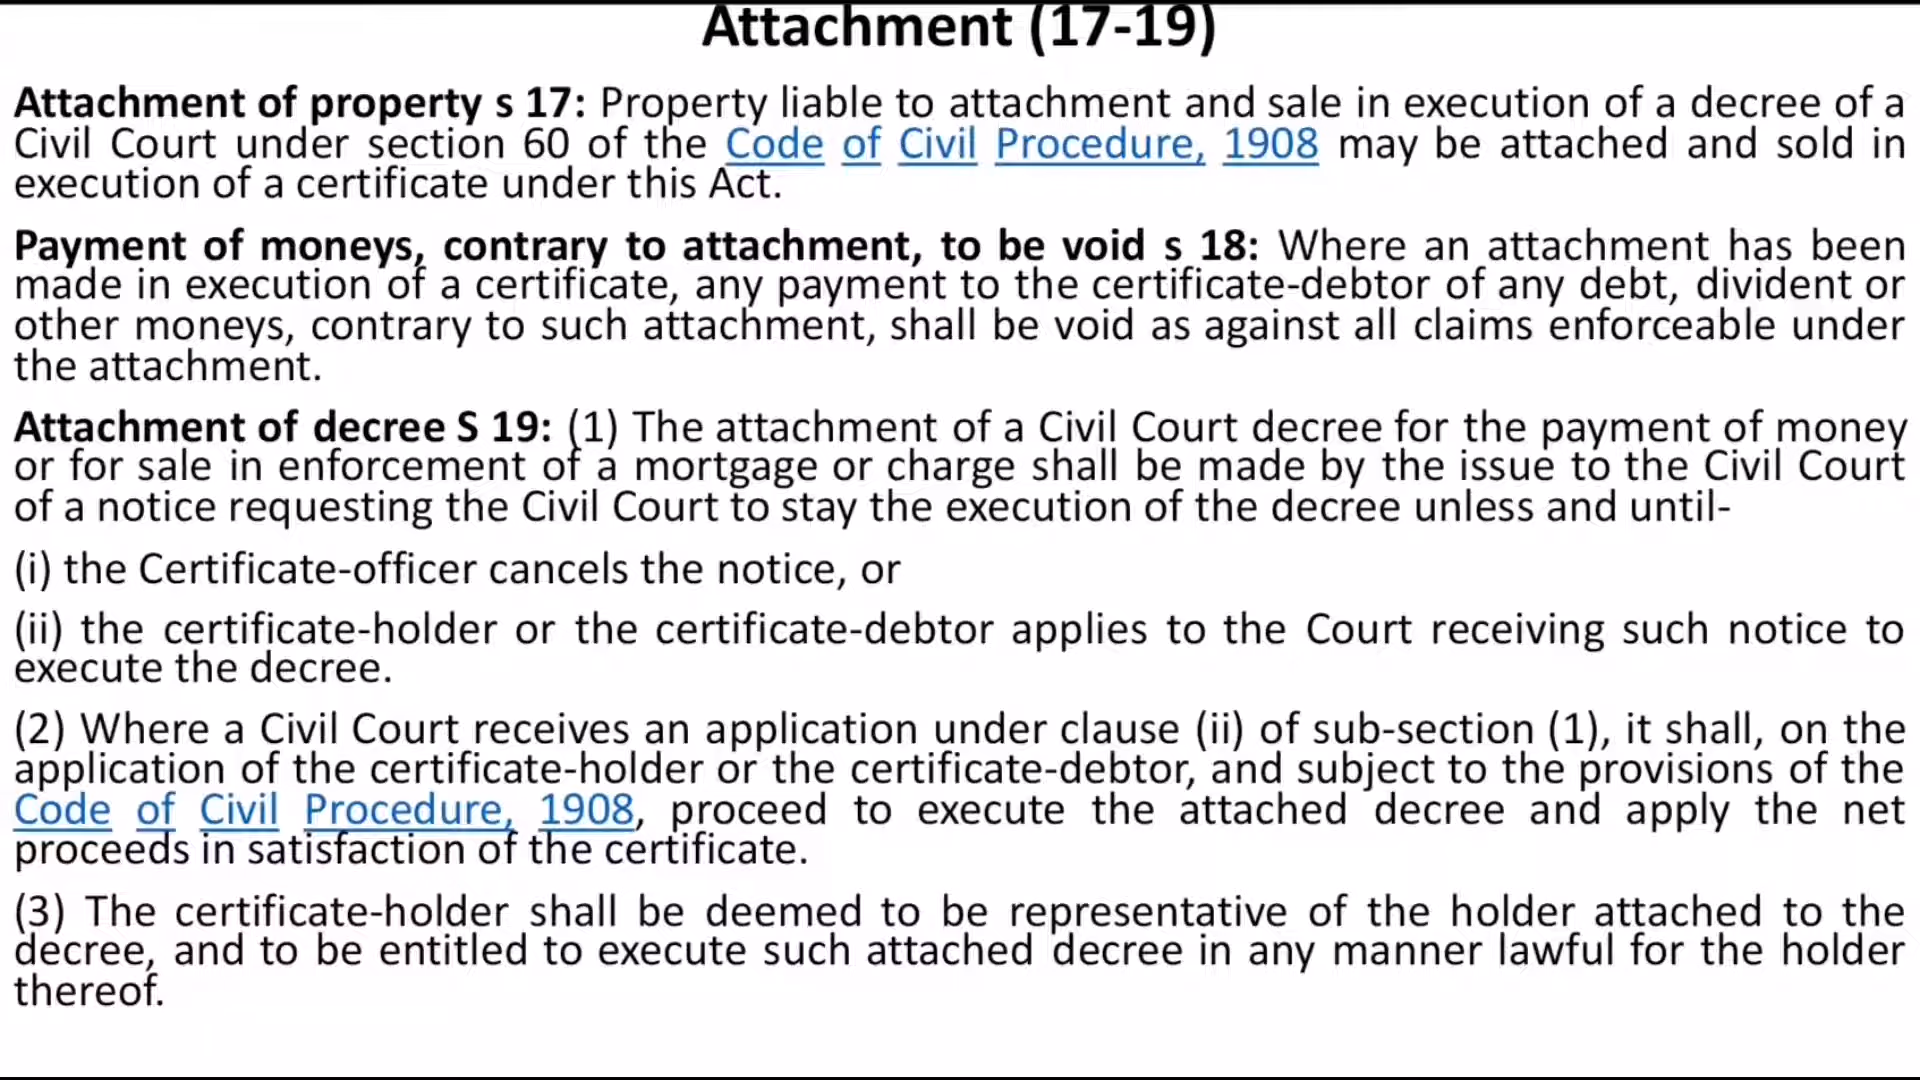 Attachment (17-19)
Attachment of property s 17: Property liable to attachment and sale in execution of a decree of a
Civil Court under section 60 of the Code of Civil Procedure, 1908 may be attached and sold in
execution of a certificate under this Act.
Payment of moneys, contrary to attachment, to be void s 18: Where an attachment has been
made in execution of a certificate, any payment to the certificate-debtor of any debt, divident or
other moneys, contrary to such attachment, shall be void as against all claims enforceable under
the attachment.
Attachment of decree S 19: (1) The attachment of a Civil Court decree for the payment of money
or for sale in enforcement of a mortgage or charge shall be made by the issue to the Civil Court
of a notice requesting the Civil Court to stay the execution of the decree unless and until-
(i) the Certificate-officer cancels the notice, or
(ii) the certificate-holder or the certificate-debtor applies to the Court receiving such notice to
execute the decree.
(2) Where a Civil Court receives an application under clause (ii) of sub-section (1), it shall, on the
application of the certificate-holder or the certificate-debtor, and subject to the provisions of the
Code of Civil Procedure, 1908, proceed to execute the attached decree and apply the net
proceeds in satisfaction of the certificate.
(3) The certificate-holder shall be deemed to be representative of the holder attached to the
decree, and to be entitled to execute such attached decree in any manner lawful for the holder
thereof.